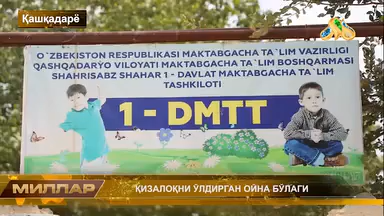 Қашқадарё
O`ZBEKISTON RESPUBLIKASI MAKTABGACHA TA`LIM VAZIRLIGI
QASHQADARYO VILOYATI MAKTABGACHA TA`LIM BOSHQARMASI
SHAHRISABZ SHAHAR 1 - DAVLAT MAKTABGACHA TA`LIM
TASHKILOTI
1 - DMTT
МИЛЛАР
ҚИЗАЛОҚНИ ЎЛДИРГАН ОЙНА БЎЛАГИ